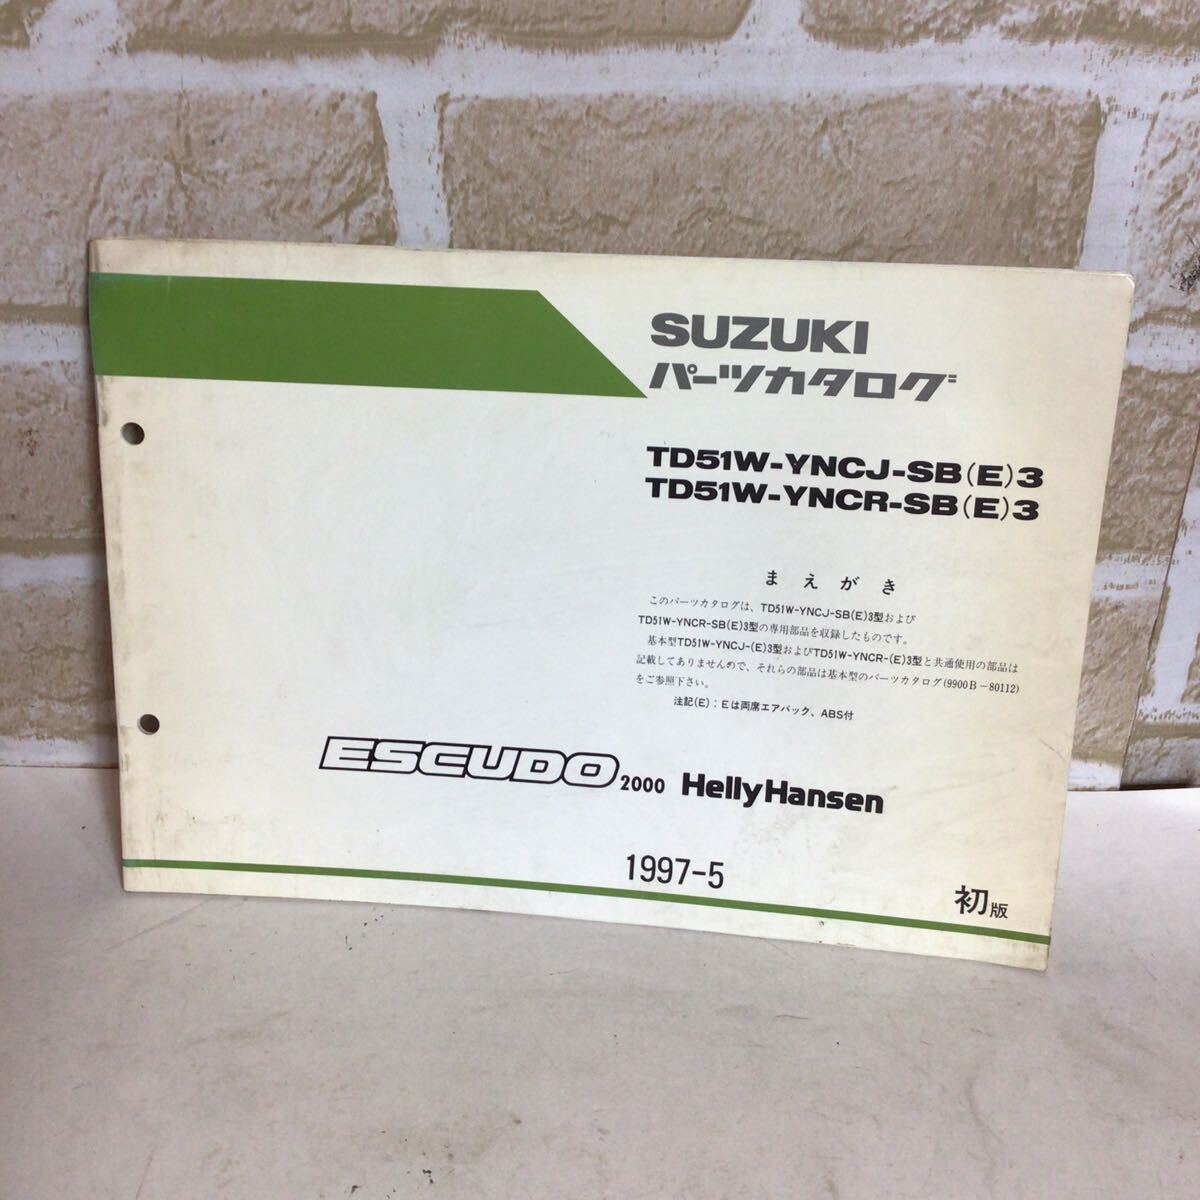 SUZUKI
パーツカタログ
TD51W-YNCJ-SB(E)3
TD51W-YNCR-SB(E)3
まえがき
このパーツカタログは、TD51W-YNCJ-SB(E)3型および
TD51W-YNCR-SB(E)3型の専用部品を収録したものです。
基本型TD51W-YNCJ-(E)3型およびTD51W-YNCR-(E)3型と共通使用の部品は
記載してありませんので、それらの部品は基本型のパーツカタログ(9900B-80112)
をご参照下さい。
注記(E):Eは両席エアバック、ABS付
ESCUDO 2000 HellyHansen
1997-5
初版